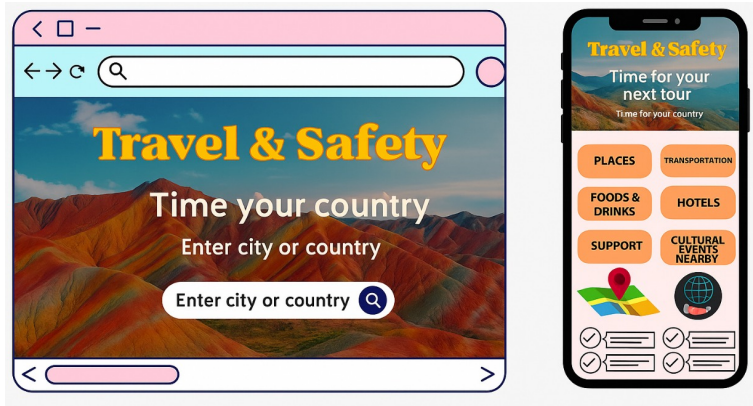 Travel & Safety
Time your country
Enter city or country
Enter city or country
Travel & Safety
Time for your
next tour
Time for your country
PLACES
TRANSPORTATION
FOODS &
DRINKS
HOTELS
SUPPORT
CULTURAL
EVENTS
NEARBY